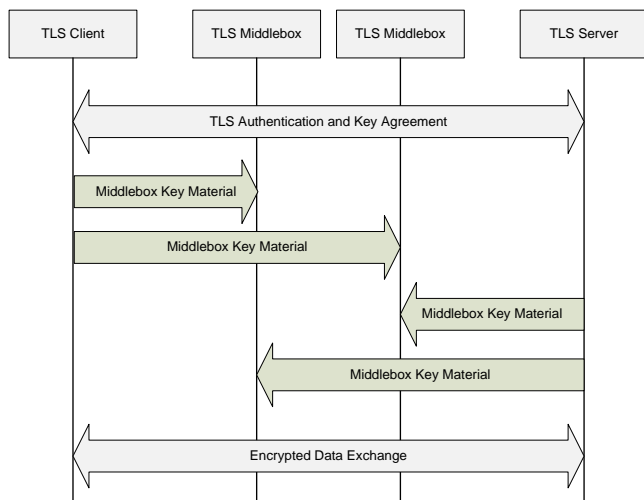 TLS Client
TLS Middlebox
TLS Middlebox
TLS Server
TLS Authentication and Key Agreement
Middlebox Key Material
Middlebox Key Material
Middlebox Key Material
Middlebox Key Material
Encrypted Data Exchange